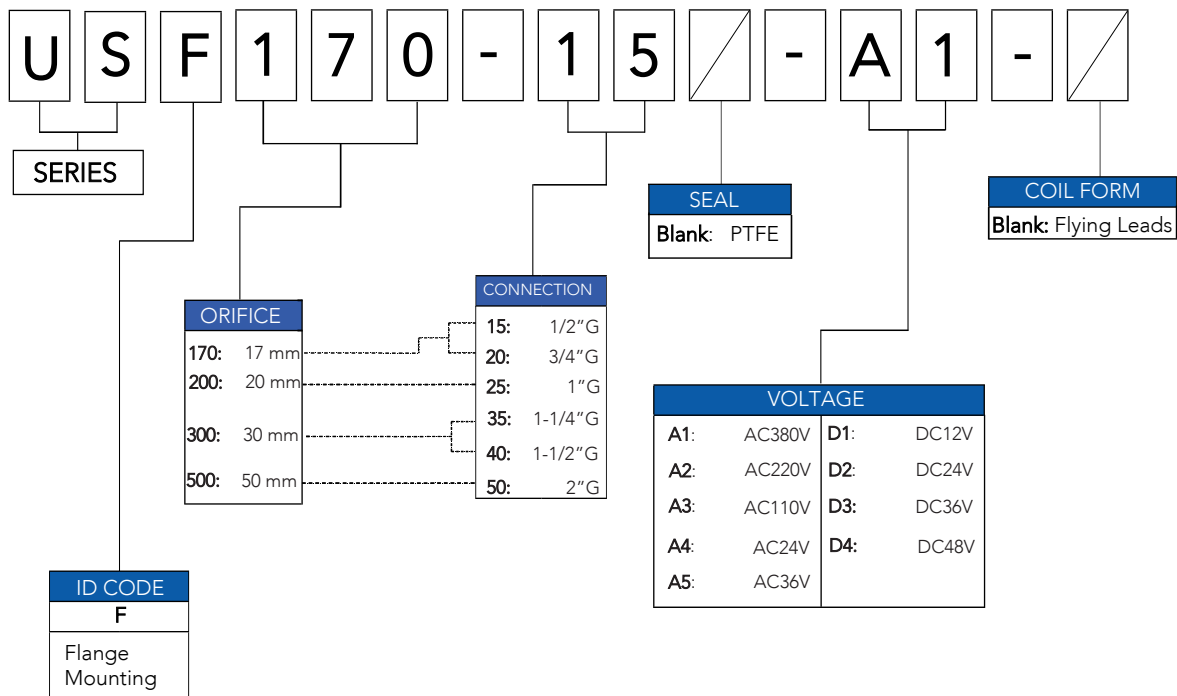 U S F 1 7 0 - 1 5 - A 1 -
SERIES
SEAL
Blank: PTFE
COIL FORM
Blank: Flying Leads
ORIFICE
170: 17 mm
200: 20 mm
300: 30 mm
500: 50 mm
CONNECTION
15: 1/2"G
20: 3/4"G
25: 1"G
35: 1-1/4"G
40: 1-1/2"G
50: 2"G
VOLTAGE
A1: AC380V D1: DC12V
A2: AC220V D2: DC24V
A3: AC110V D3: DC36V
A4: AC24V D4: DC48V
A5: AC36V
ID CODE
F
Flange
Mounting